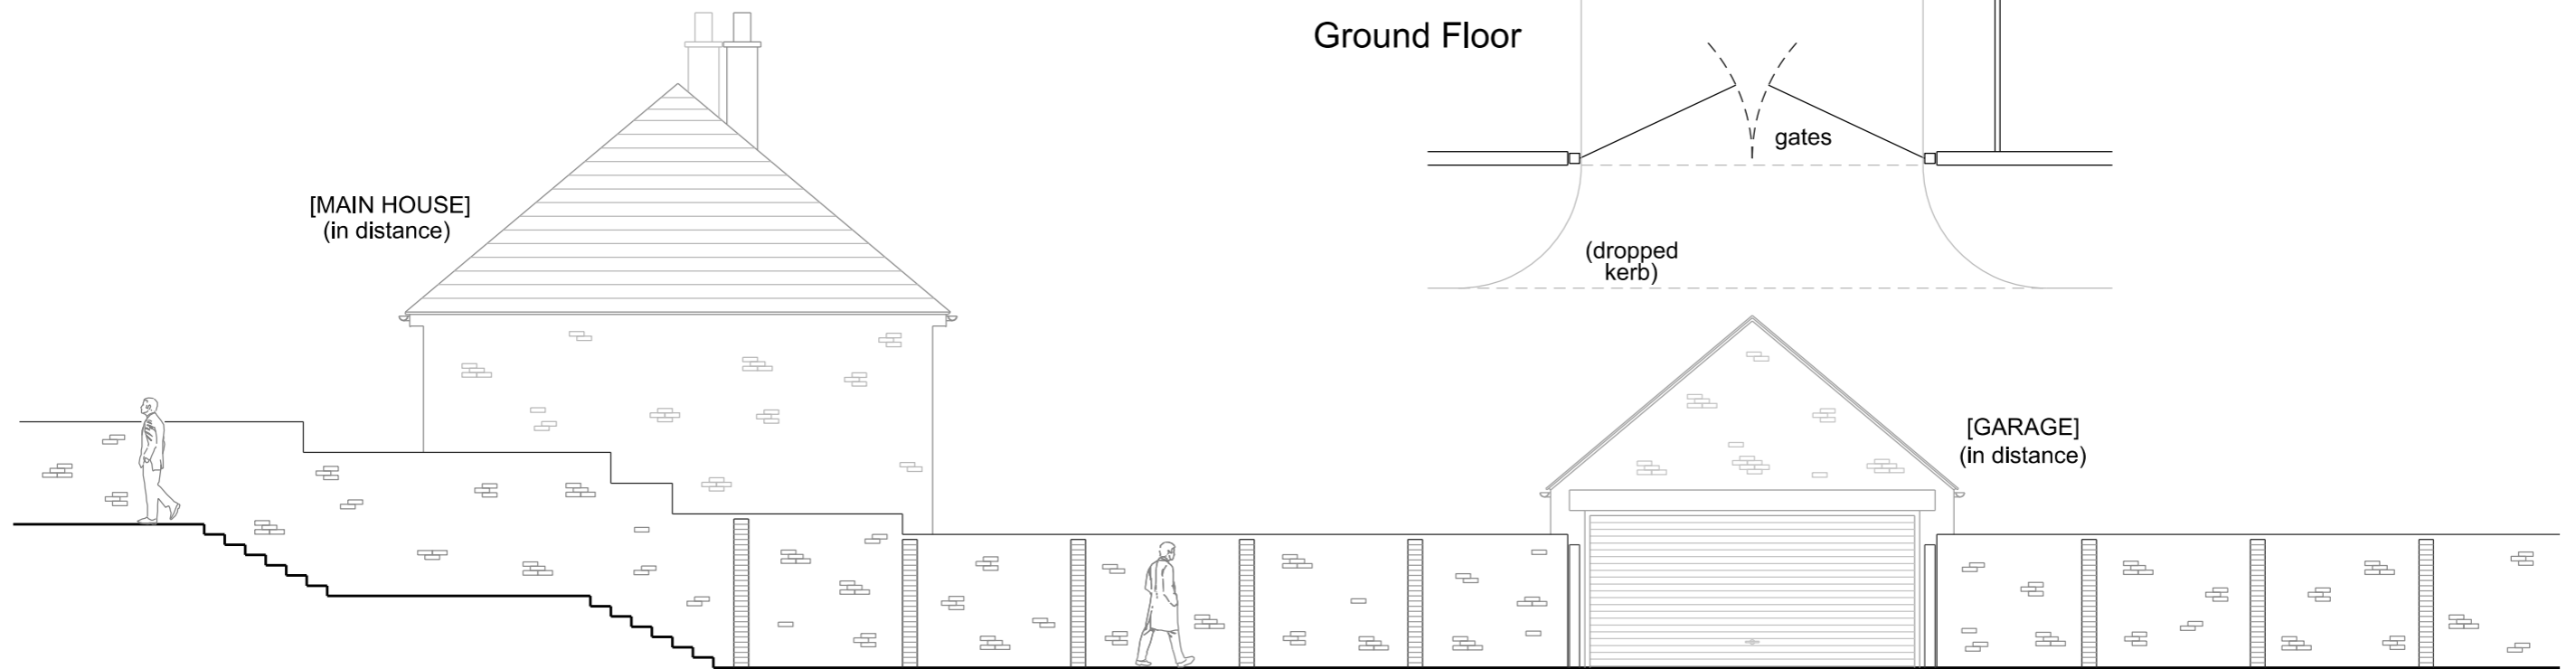 Ground Floor
gates
[MAIN HOUSE]
(in distance)
(dropped
kerb)
[GARAGE]
(in distance)